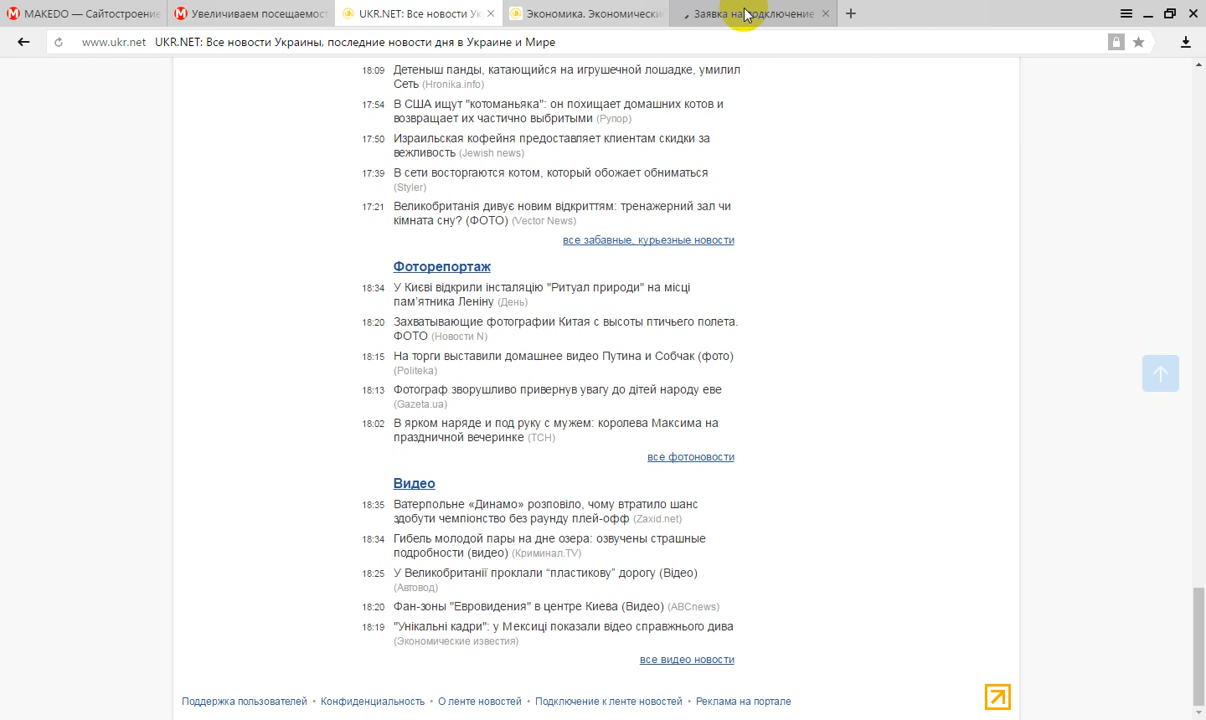 MAKEDO — Сайтостроение
Увеличиваем посещаемост
UKR.NET: Все новости Ук
Экономика. Экономически
Заявка на подключение
www.ukr.net UKR.NET: Все новости Украины, последние новости дня в Украине и Мире
18:09 Детеныш панды, катающийся на игрушечной лошадке, умилил
Сеть (Hronika.info)
17:54 В США ищут "котоманьяка": он похищает домашних котов и
возвращает их частично выбритыми (Рупор)
17:50 Израильская кофейня предоставляет клиентам скидки за
вежливость (Jewish news)
17:39 В сети восторгаются котом, который обожает обниматься
(Styler)
17:21 Великобританія дивує новим відкриттям: тренажерний зал чи
кімната сну? (ФОТО) (Vector News)
все забавные, курьезные новости
Фоторепортаж
18:34 У Києві відкрили інсталяцію "Ритуал природи" на місці
пам'ятника Леніну (День)
18:20 Захватывающие фотографии Китая с высоты птичьего полета.
ФОТО (Новости N)
18:15 На торги выставили домашнее видео Путина и Собчак (фото)
(Politeka)
18:13 Фотограф зворушливо привернув увагу до дітей народу еве
(Gazeta.ua)
18:02 В ярком наряде и под руку с мужем: королева Максима на
праздничной вечеринке (ТСН)
все фотоновости
Видео
18:35 Ватерпольне «Динамо» розповіло, чому втратило шанс
здобути чемпіонство без раунду плей-офф (Zaxid.net)
18:34 Гибель молодой пары на дне озера: озвучены страшные
подробности (видео) (Криминал.TV)
18:25 У Великобританії проклали “пластикову” дорогу (Відео)
(Автовод)
18:20 Фан-зоны "Евровидения" в центре Киева (Видео) (ABCnews)
18:19 "Унікальні кадри": у Мексиці показали відео справжнього дива
(Экономические известия)
все видео новости
Поддержка пользователей • Конфиденциальность • О ленте новостей • Подключение к ленте новостей • Реклама на портале